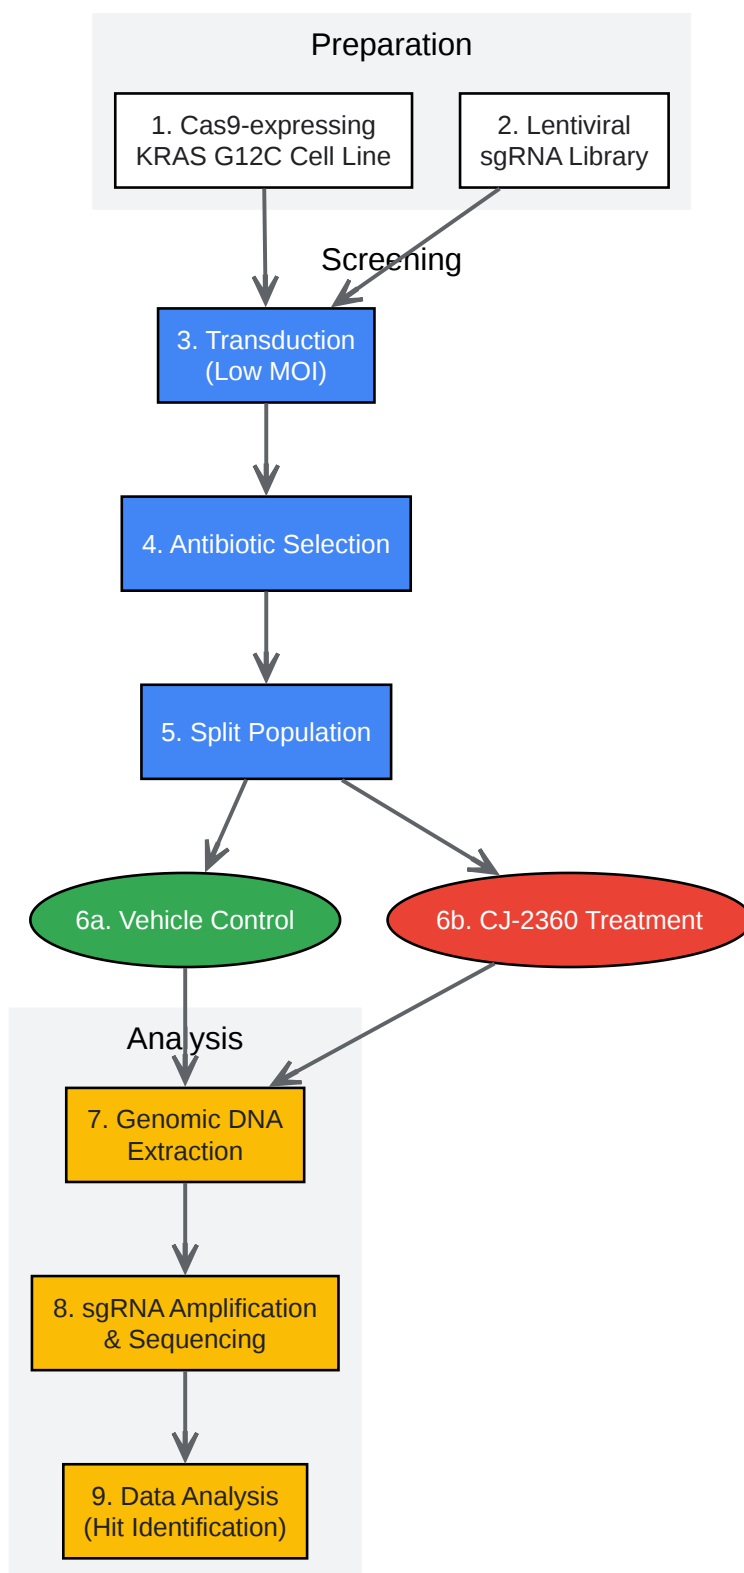 Preparation
1. Cas9-expressing
KRAS G12C Cell Line
2. Lentiviral
sgRNA Library
Screening
3. Transduction
(Low MOI)
4. Antibiotic Selection
5. Split Population
6a. Vehicle Control
6b. CJ-2360 Treatment
Analysis
7. Genomic DNA
Extraction
8. sgRNA Amplification
& Sequencing
9. Data Analysis
(Hit Identification)